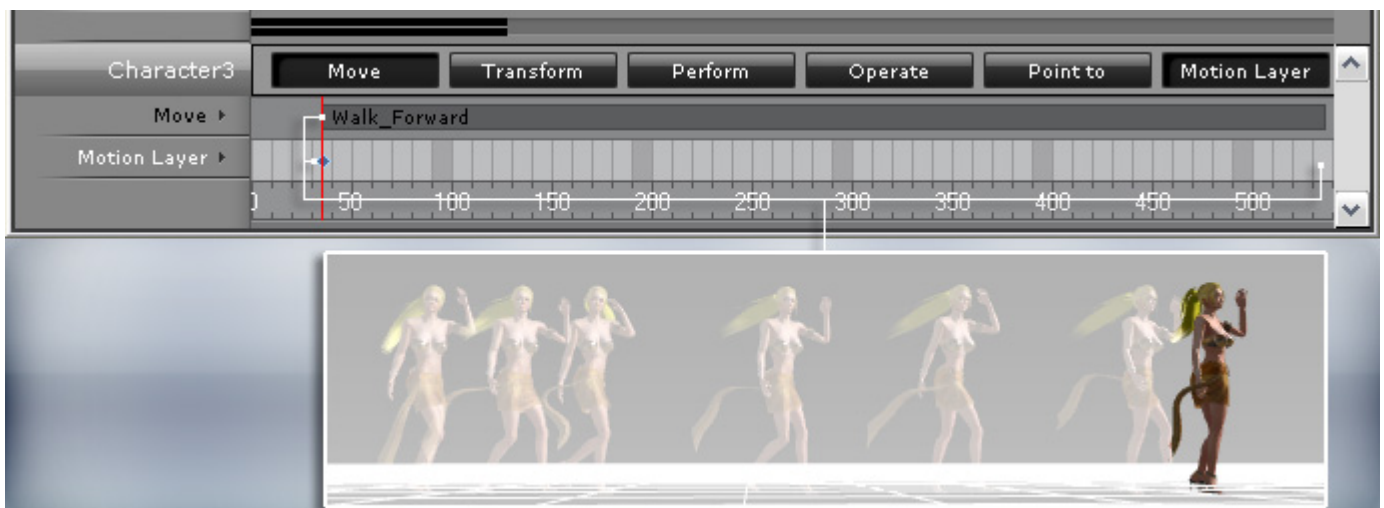 Character3 Move Transform Perform Operate Point to Motion Layer
Move Walk_Forward
Motion Layer
50 100 150 200 250 300 350 400 450 500